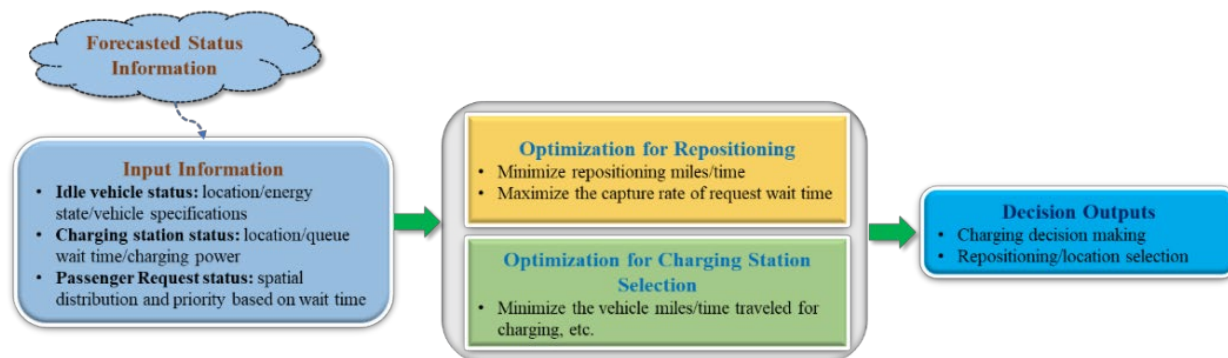 Forecasted Status
Information
Input Information
• Idle vehicle status: location/energy
state/vehicle specifications
• Charging station status: location/queue
wait time/charging power
• Passenger Request status: spatial
distribution and priority based on wait time
Optimization for Repositioning
• Minimize repositioning miles/time
• Maximize the capture rate of request wait time
Optimization for Charging Station
Selection
• Minimize the vehicle miles/time traveled for
charging, etc.
Decision Outputs
• Charging decision making
• Repositioning/location selection